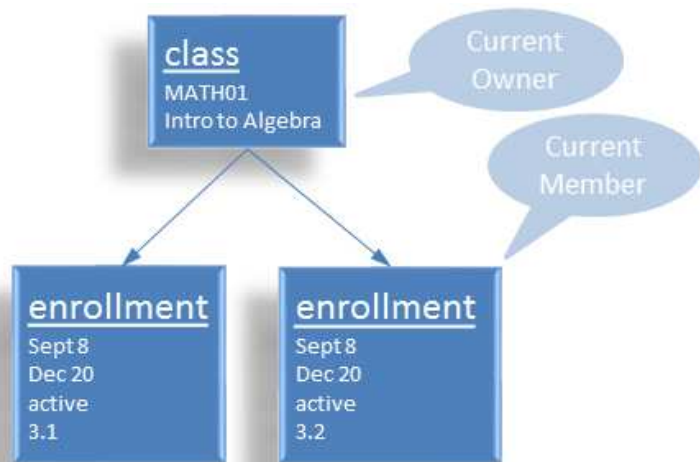 class
MATH01
Intro to Algebra
Current
Owner
Current
Member
enrollment
Sept 8
Dec 20
active
3.1
enrollment
Sept 8
Dec 20
active
3.2